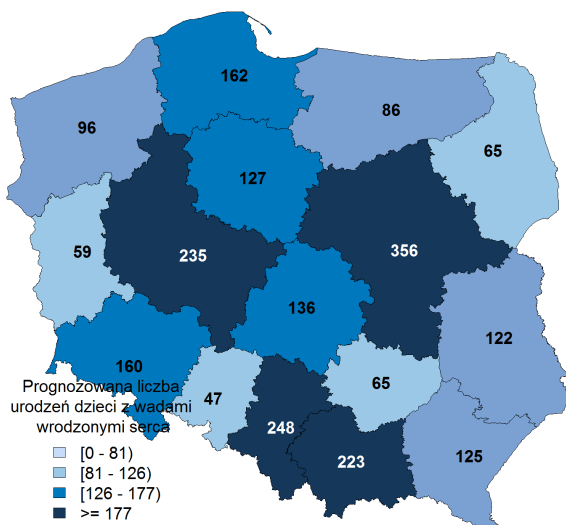 162
96
86
65
127
59
235
356
136
122
160
47
65
248
223
125
Prognozowana liczba
urodzeń dzieci z wadami
wrodzonymi serca
[0 - 81)
[81 - 126)
[126 - 177)
>= 177